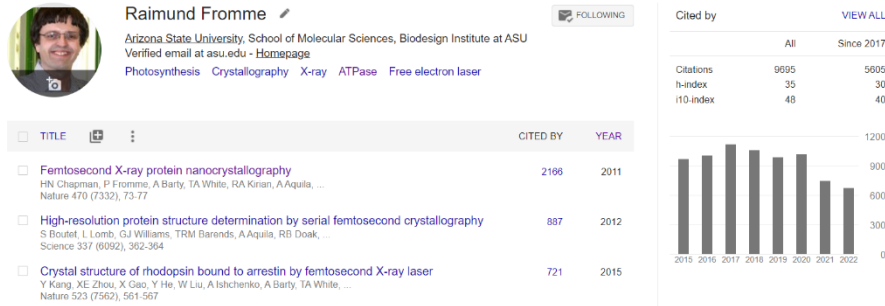 Raimund Fromme
FOLLOWING
Arizona State University, School of Molecular Sciences, Biodesign Institute at ASU
Verified email at asu.edu - Homepage
Photosynthesis Crystallography X-ray ATPase Free electron laser
TITLE CITED BY YEAR
Femtosecond X-ray protein nanocrystallography 2166 2011
HN Chapman, P Fromme, A Barty, TA White, RA Kirian, A Aquila, ...
Nature 470 (7332), 73-77
High-resolution protein structure determination by serial femtosecond crystallography 887 2012
S Boutet, L Lomb, GJ Williams, TRM Barends, A Aquila, RB Doak, ...
Science 337 (6092), 362-364
Crystal structure of rhodopsin bound to arrestin by femtosecond X-ray laser 721 2015
Y Kang, XE Zhou, X Gao, Y He, W Liu, A Ishchenko, A Barty, TA White, ...
Nature 523 (7562), 561-567
Cited by VIEW ALL
All Since 2017
Citations 9695 5605
h-index 35 30
i10-index 48 40
1200
900
600
300
0
2015 2016 2017 2018 2019 2020 2021 2022